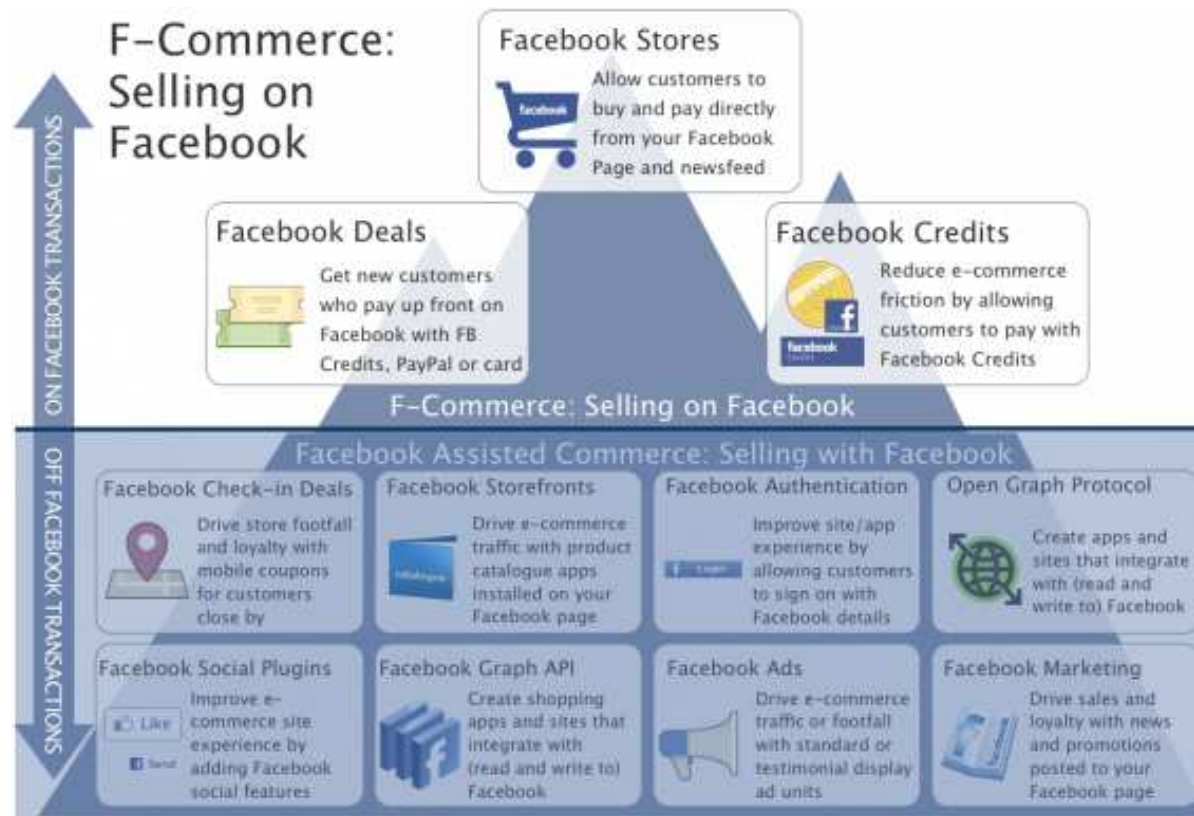 F-Commerce:
Selling on
Facebook
Facebook Stores
facebook
Allow customers to
buy and pay directly
from your Facebook
Page and newsfeed
Facebook Deals
Get new customers
who pay up front on
Facebook with FB
Credits, PayPal or card
Facebook Credits
f
facebook
Reduce e-commerce
friction by allowing
customers to pay with
Facebook Credits
ON FACEBOOK TRANSACTIONS
F-Commerce: Selling on Facebook
OFF FACEBOOK TRANSACTIONS
Facebook Assisted Commerce: Selling with Facebook
Facebook Check-in Deals
Drive store footfall
and loyalty with
mobile coupons
for customers
close by
Facebook Storefronts
Drive e-commerce
traffic with product
catalogue apps
installed on your
Facebook page
Facebook Authentication
f Login
Improve site/app
experience by
allowing customers
to sign on with
Facebook details
Open Graph Protocol
Create apps and
sites that integrate
with (read and
write to) Facebook
Facebook Social Plugins
Like
f Send
Improve e-
commerce site
experience by
adding Facebook
social features
Facebook Graph API
f
Create shopping
apps and sites that
integrate with
(read and write to)
Facebook
Facebook Ads
Drive e-commerce
traffic or footfall
with standard or
testimonial display
ad units
Facebook Marketing
Drive sales and
loyalty with news
and promotions
posted to your
Facebook page